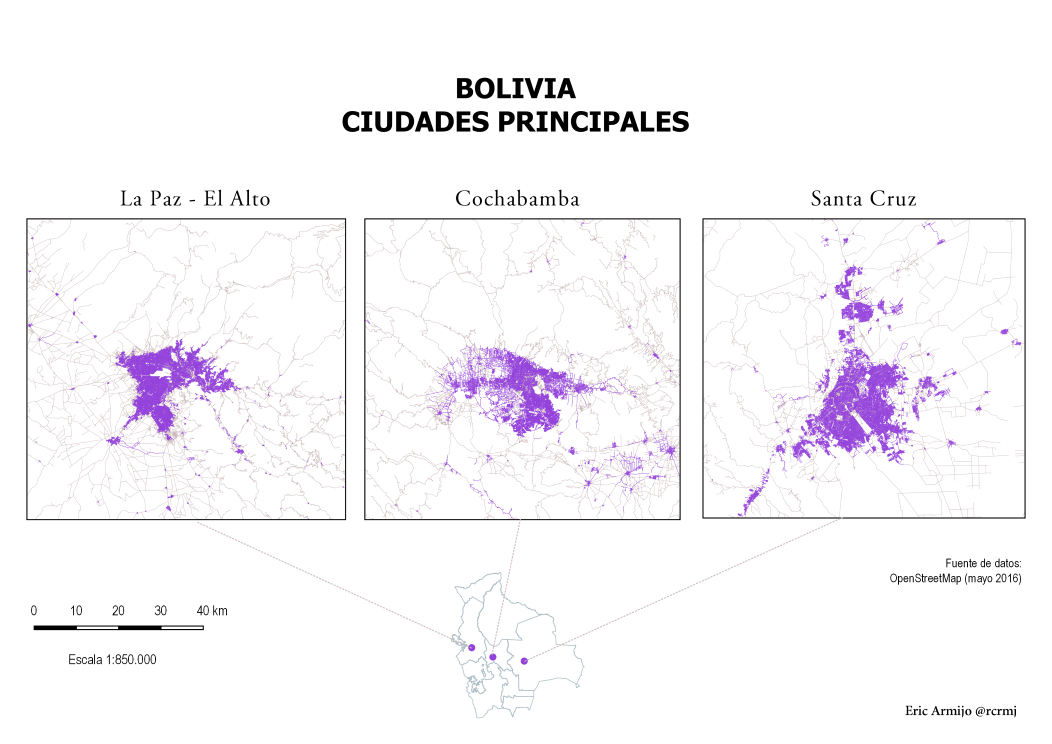 BOLIVIA
CIUDADES PRINCIPALES
La Paz - El Alto
Cochabamba
Santa Cruz
Fuente de datos:
OpenStreetMap (mayo 2016)
0 10 20 30 40 km
Escala 1:850.000
Eric Armijo @rcrmj